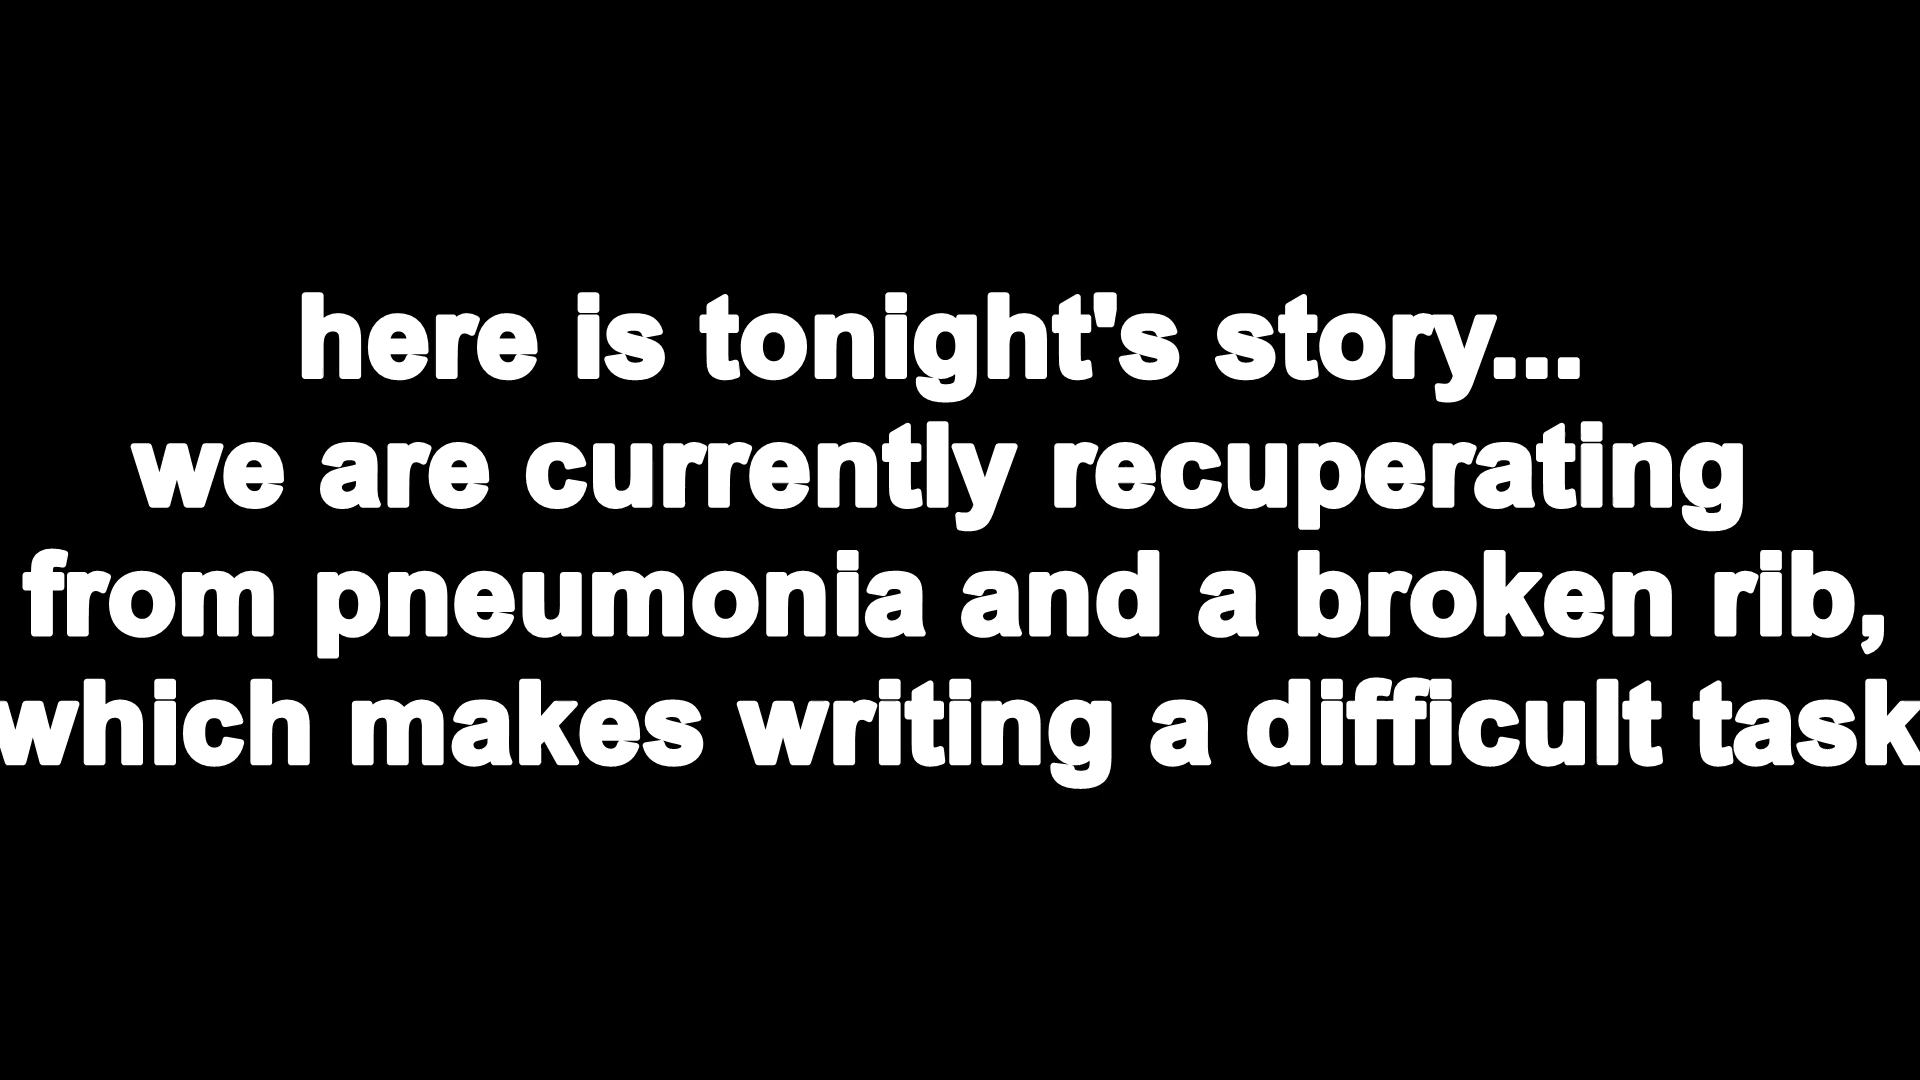 here is tonight's story...
we are currently recuperating
from pneumonia and a broken rib,
which makes writing a difficult task